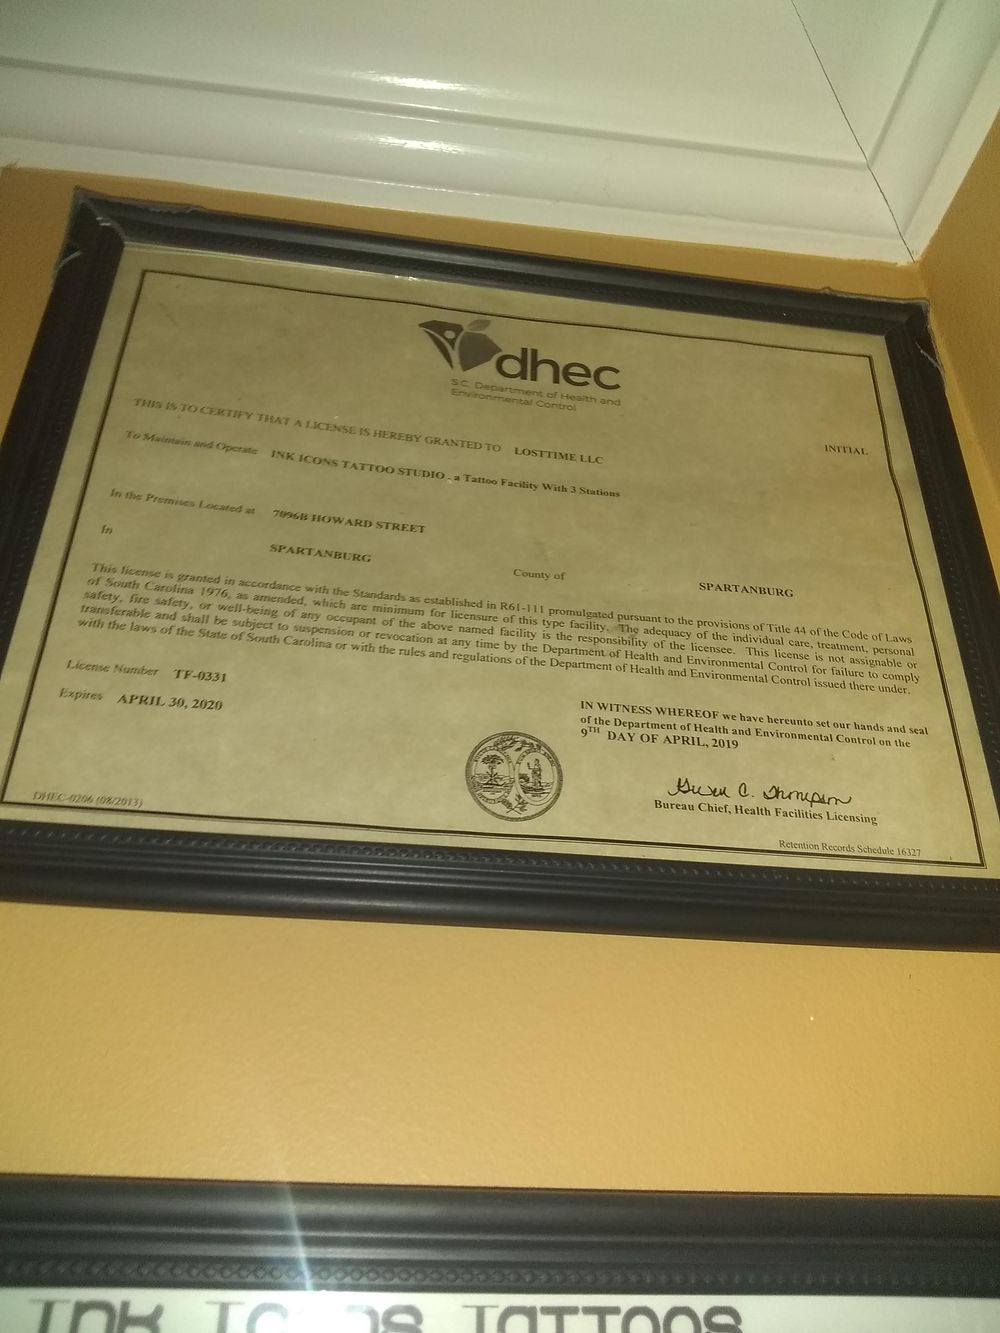 dhec
S.C. Department of Health and
Environmental Control
THIS IS TO CERTIFY THAT A LICENSE IS HEREBY GRANTED TO LOSTTIME LLC INITIAL
To Maintain and Operate INK ICONS TATTOO STUDIO , a Tattoo Facility With 3 Stations
In the Premises Located at 7096B HOWARD STREET
In SPARTANBURG County of SPARTANBURG
This license is granted in accordance with the Standards as established in R61-111 promulgated pursuant to the provisions of Title 44 of the Code of Laws
of South Carolina 1976, as amended, which are minimum for licensure of this type facility. The adequacy of the individual care, treatment, personal
safety, fire safety, or well-being of any occupant of the above named facility is the responsibility of the licensee. This license is not assignable or
transferable and shall be subject to suspension or revocation at any time by the Department of Health and Environmental Control for failure to comply
with the laws of the State of South Carolina or with the rules and regulations of the Department of Health and Environmental Control issued there under.
License Number TF-0331
Expires APRIL 30, 2020
IN WITNESS WHEREOF we have hereunto set our hands and seal
of the Department of Health and Environmental Control on the
9TH DAY OF APRIL, 2019
Gwen C. Thompson
Bureau Chief, Health Facilities Licensing
DHEC-0206 (08/2013)
Retention Records Schedule 16327
Ink Icons Tattoos